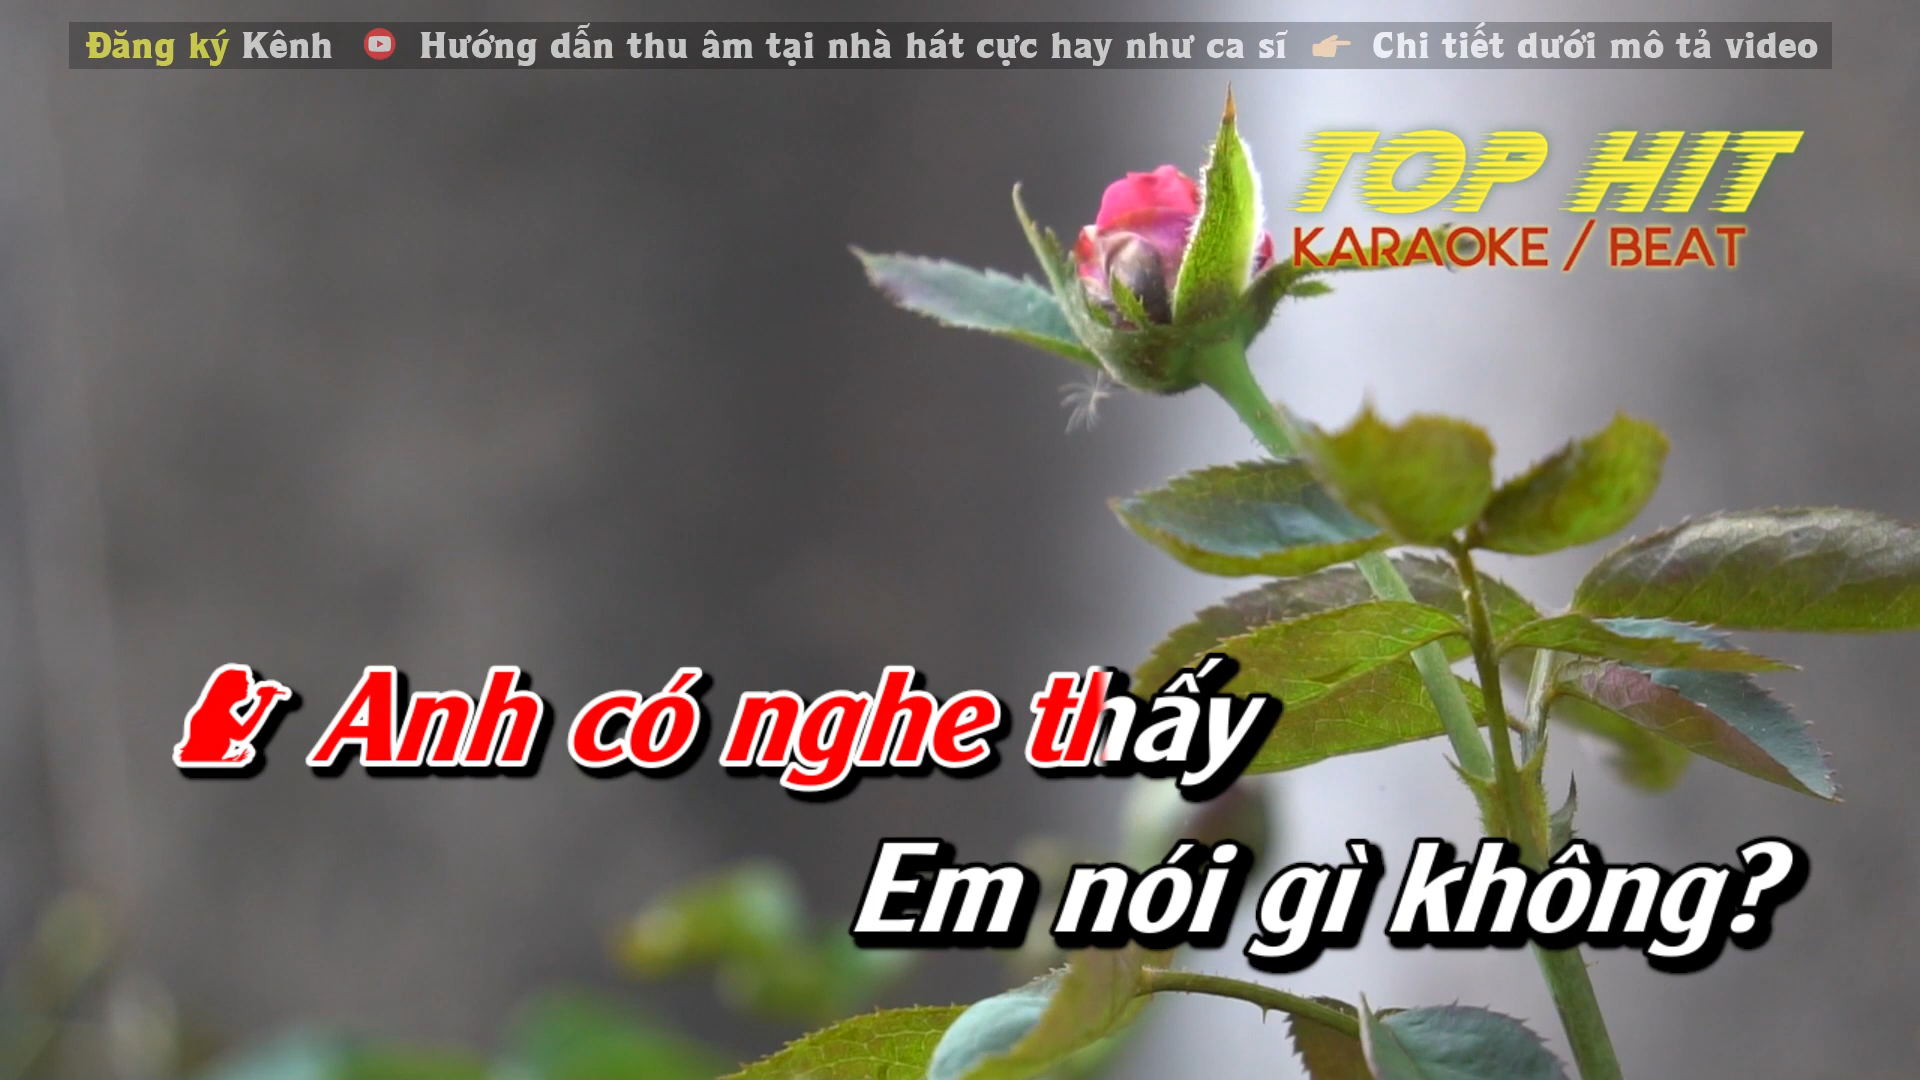 Đăng ký Kênh Hướng dẫn thu âm tại nhà hát cực hay như ca sĩ Chi tiết dưới mô tả video
TOP HIT
KARAOKE / BEAT
Anh có nghe thấy
Em nói gì không?